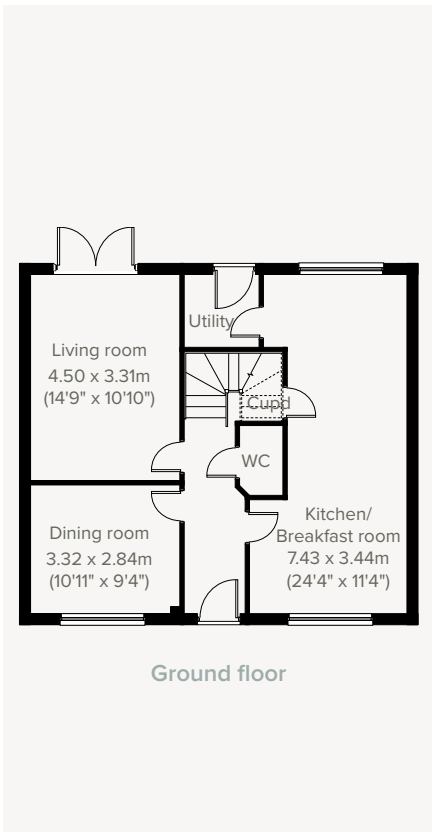 Utility
Living room
4.50 x 3.31m
(14'9" x 10'10")
Cup'd
WC
Dining room
3.32 x 2.84m
(10'11" x 9'4")
Kitchen/
Breakfast room
7.43 x 3.44m
(24'4" x 11'4")
Ground floor